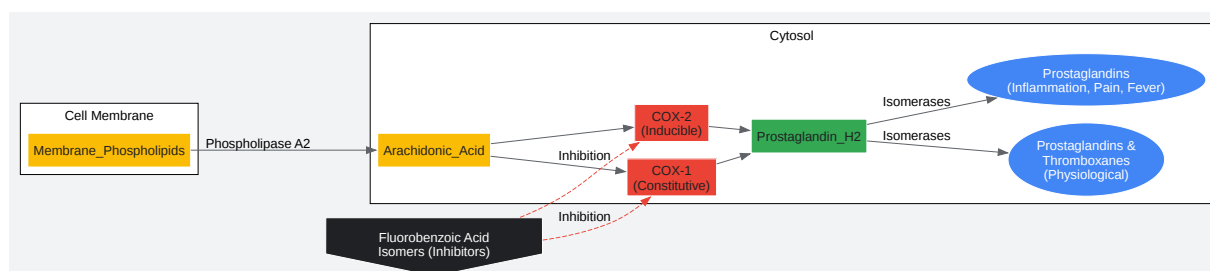 Cytosol
Cell Membrane
Membrane_Phospholipids
Phospholipase A2
Arachidonic_Acid
Inhibition
COX-2
(Inducible)
COX-1
(Constitutive)
Prostaglandin_H2
Isomerases
Isomerases
Prostaglandins
(Inflammation, Pain, Fever)
Prostaglandins &
Thromboxanes
(Physiological)
Inhibition
Fluorobenzoic Acid
Isomers (Inhibitors)